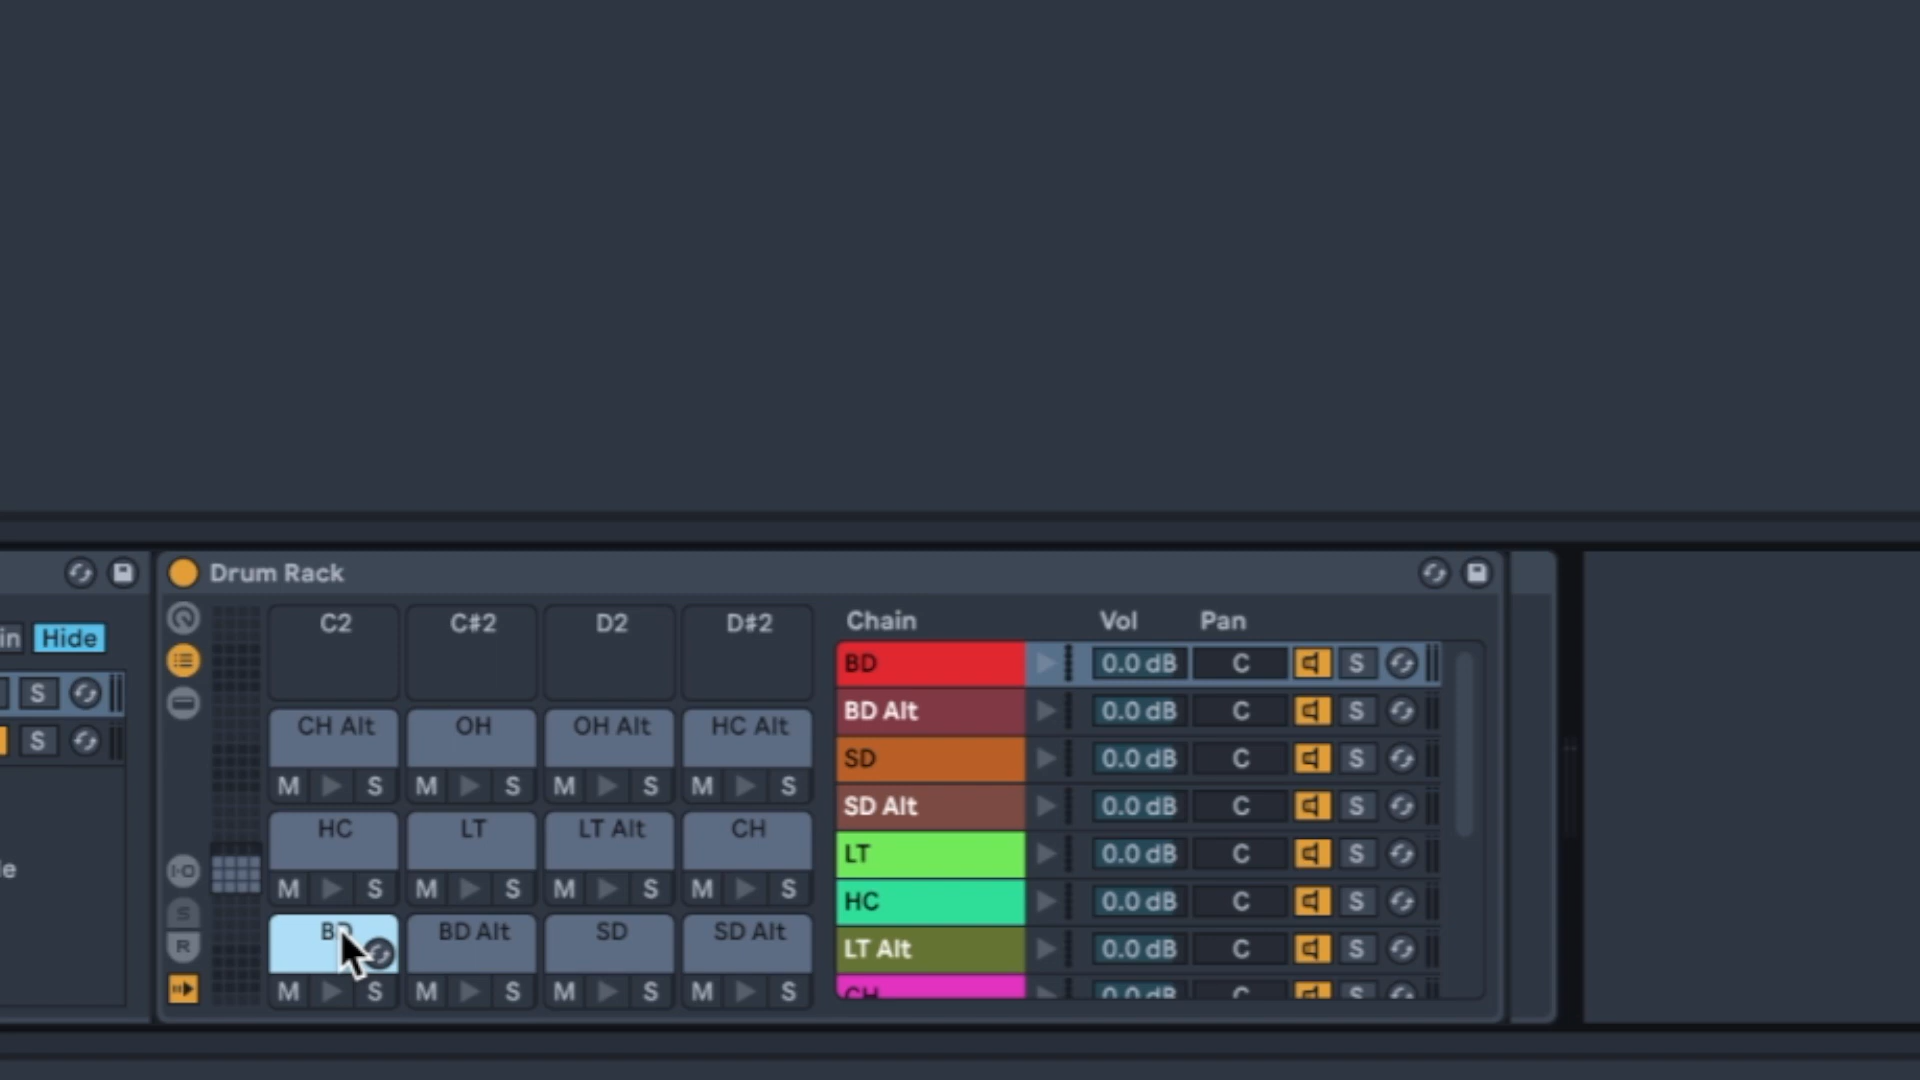 Drum Rack
in Hide
S
S
le
C2 C#2 D2 D#2
CH Alt OH OH Alt HC Alt
M S M S M S M S
HC LT LT Alt CH
M S M S M S M S
BD BD Alt SD SD Alt
M S M S M S M S
I-O
S
R
Chain Vol Pan
BD 0.0 dB C S
BD Alt 0.0 dB C S
SD 0.0 dB C S
SD Alt 0.0 dB C S
LT 0.0 dB C S
HC 0.0 dB C S
LT Alt 0.0 dB C S
CH 0.0 dB C S